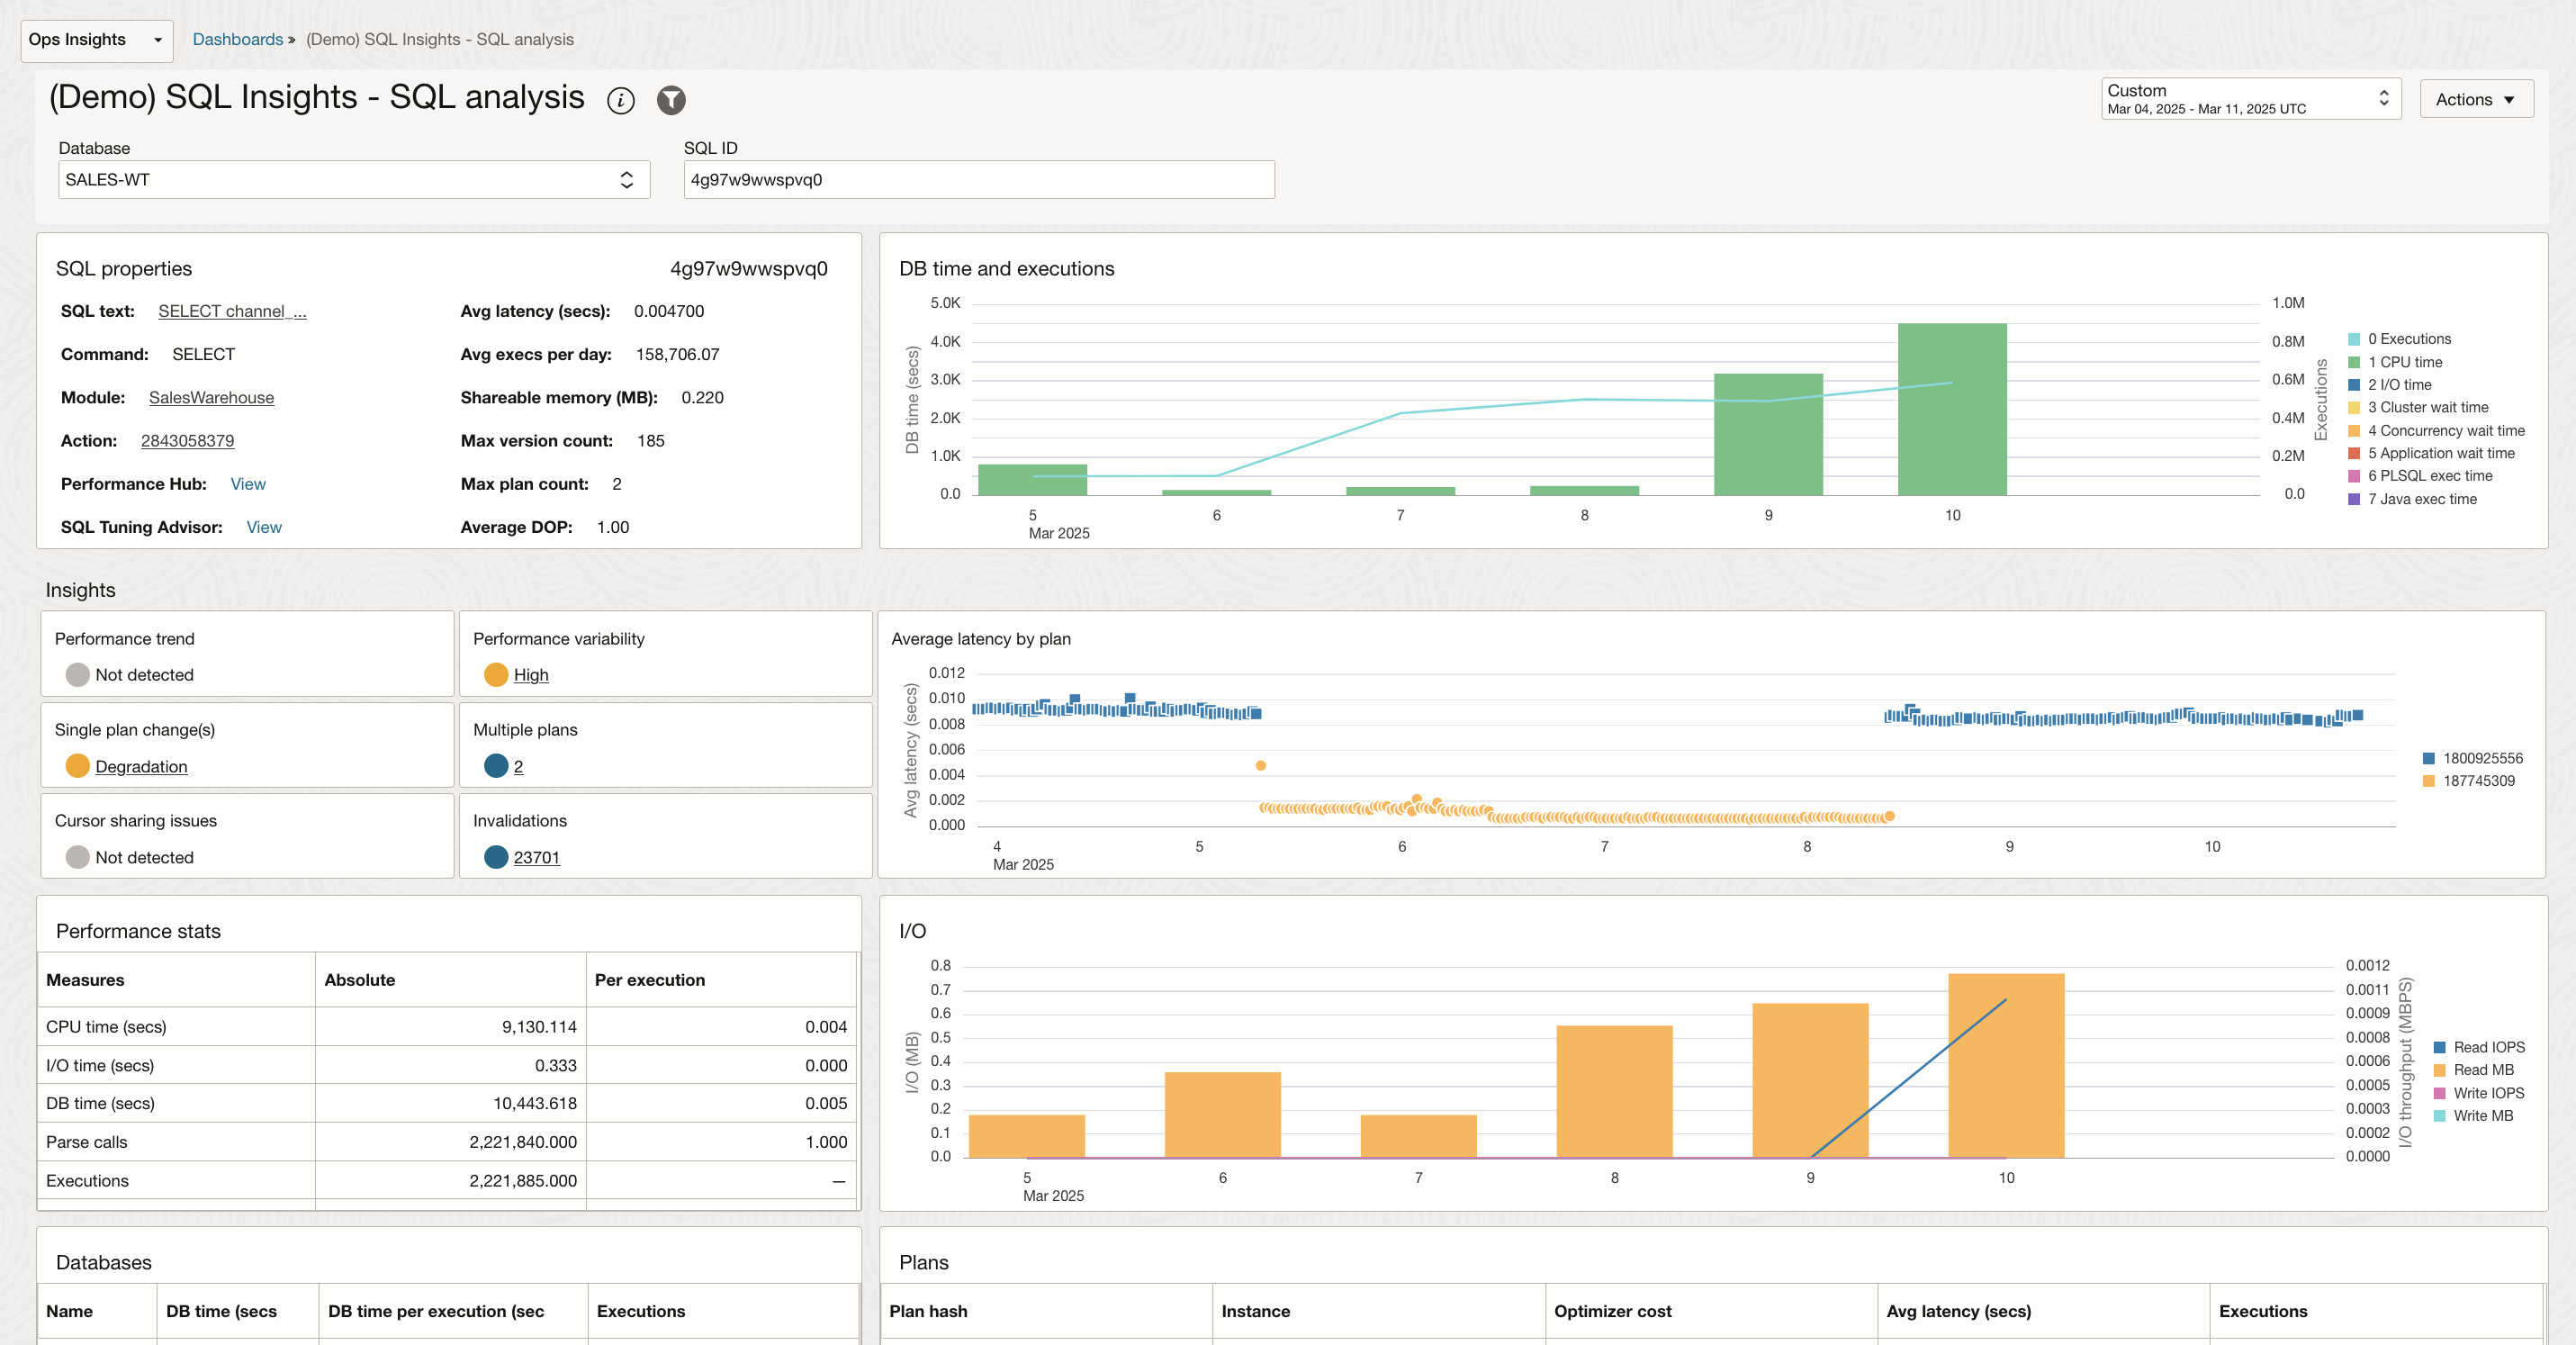 Ops Insights
Dashboards » (Demo) SQL Insights - SQL analysis
(Demo) SQL Insights - SQL analysis
i
Custom
Mar 04, 2025 - Mar 11, 2025 UTC
Actions
Database
SALES-WT
SQL ID
4g97w9wwspvq0
SQL properties
4g97w9wwspvq0
SQL text: SELECT channel_...
Command: SELECT
Module: SalesWarehouse
Action: 2843058379
Performance Hub: View
SQL Tuning Advisor: View
Avg latency (secs): 0.004700
Avg execs per day: 158,706.07
Shareable memory (MB): 0.220
Max version count: 185
Max plan count: 2
Average DOP: 1.00
DB time and executions
DB time (secs)
5.0K
4.0K
3.0K
2.0K
1.0K
0.0
5 6 7 8 9 10
Mar 2025
1.0M
0.8M
0.6M
0.4M
0.2M
0.0
Executions
0 Executions
1 CPU time
2 I/O time
3 Cluster wait time
4 Concurrency wait time
5 Application wait time
6 PLSQL exec time
7 Java exec time
Insights
Performance trend
Not detected
Performance variability
High
Single plan change(s)
Degradation
Multiple plans
2
Cursor sharing issues
Not detected
Invalidations
23701
Average latency by plan
Avg latency (secs)
0.012
0.010
0.008
0.006
0.004
0.002
0.000
4 5 6 7 8 9 10
Mar 2025
1800925556
187745309
Performance stats
Measures Absolute Per execution
CPU time (secs) 9,130.114 0.004
I/O time (secs) 0.333 0.000
DB time (secs) 10,443.618 0.005
Parse calls 2,221,840.000 1.000
Executions 2,221,885.000 —
I/O
I/O (MB)
0.8
0.7
0.6
0.5
0.4
0.3
0.2
0.1
0.0
5 6 7 8 9 10
Mar 2025
0.0012
0.0011
0.0009
0.0008
0.0006
0.0005
0.0003
0.0002
0.0000
I/O throughput (MBPS)
Read IOPS
Read MB
Write IOPS
Write MB
Databases
Name DB time (secs DB time per execution (sec Executions
Plans
Plan hash Instance Optimizer cost Avg latency (secs) Executions